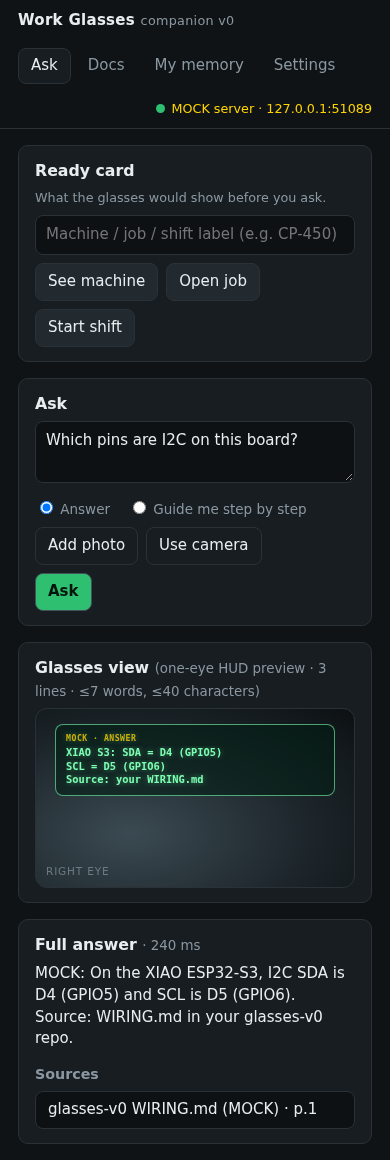 Work Glasses companion v0
Ask Docs My memory Settings
MOCK server · 127.0.0.1:51089
Ready card
What the glasses would show before you ask.
Machine / job / shift label (e.g. CP-450)
See machine Open job
Start shift
Ask
Which pins are I2C on this board?
Answer Guide me step by step
Add photo Use camera
Ask
Glasses view (one-eye HUD preview · 3
lines · ≤7 words, ≤40 characters)
MOCK · ANSWER
XIAO S3: SDA = D4 (GPIO5)
SCL = D5 (GPIO6)
Source: your WIRING.md
RIGHT EYE
Full answer · 240 ms
MOCK: On the XIAO ESP32-S3, I2C SDA is
D4 (GPIO5) and SCL is D5 (GPIO6).
Source: WIRING.md in your glasses-v0
repo.
Sources
glasses-v0 WIRING.md (MOCK) · p.1